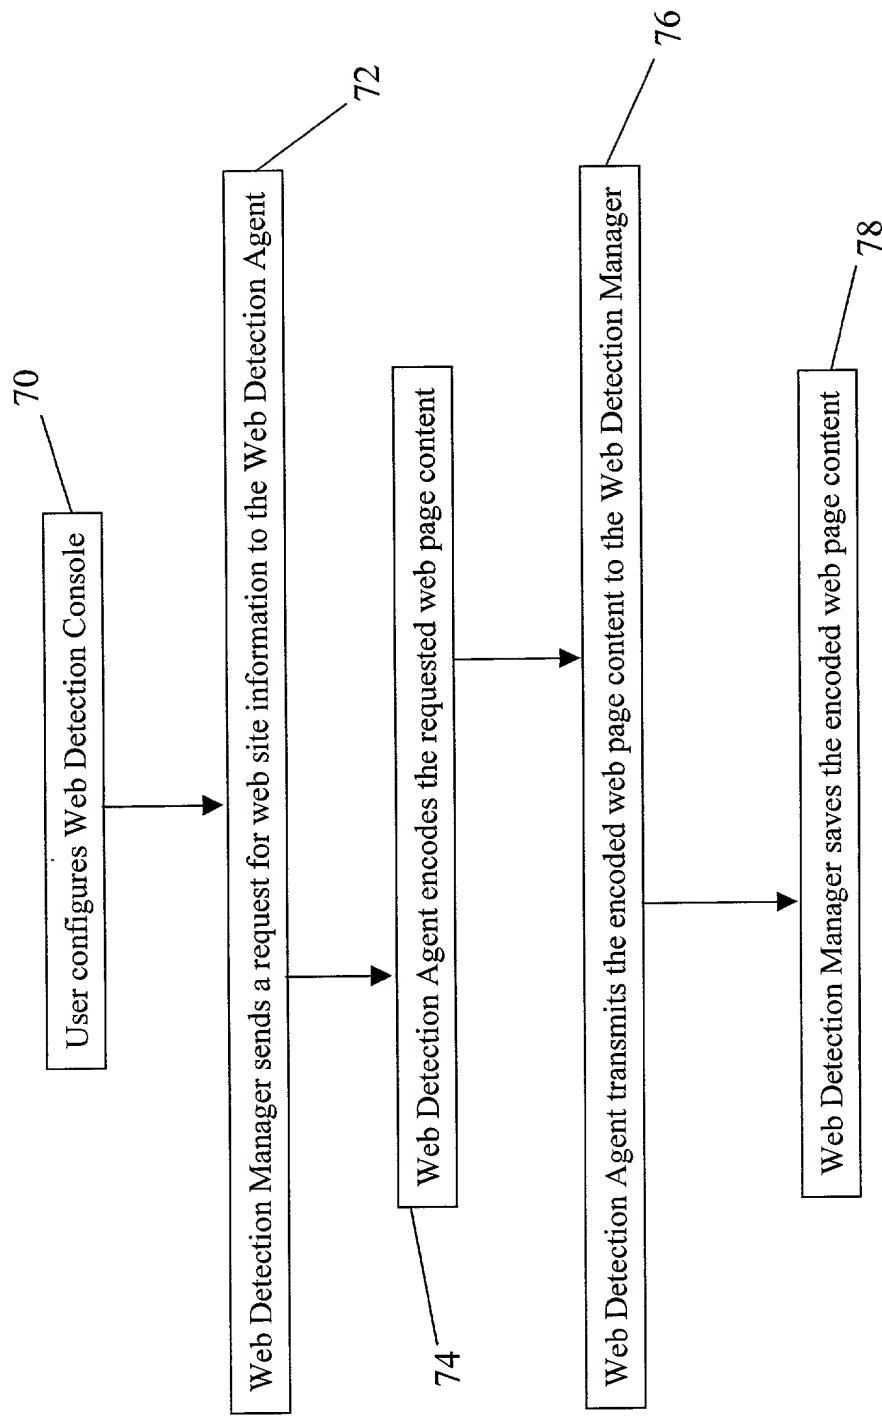 70
User configures Web Detection Console
72
Web Detection Manager sends a request for web site information to the Web Detection Agent
74
Web Detection Agent encodes the requested web page content
76
Web Detection Agent transmits the encoded web page content to the Web Detection Manager
78
Web Detection Manager saves the encoded web page content